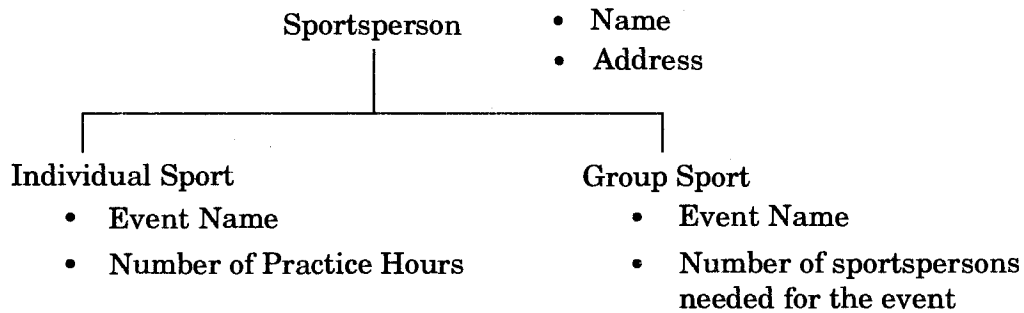 Sportsperson
• Name
• Address
Individual Sport
• Event Name
• Number of Practice Hours
Group Sport
• Event Name
• Number of sportspersons
needed for the event